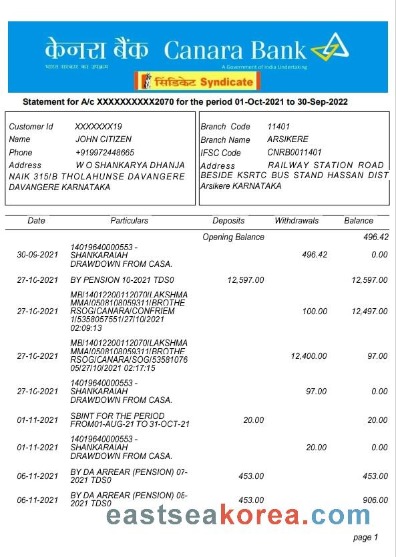 केनरा बैंक Canara Bank
भारत सरकार का उपक्रम A Government of India Undertaking
सिंडिकेट Syndicate
Statement for A/c XXXXXXXXXX2070 for the period 01-Oct-2021 to 30-Sep-2022
Customer Id XXXXXXX19
Name JOHN CITIZEN
Phone +919972448665
Address W O SHANKARYA DHANJA
NAIK 315/B THOLAHUNSE DAVANGERE
DAVANGERE KARNATAKA
Branch Code 11401
Branch Name ARSIKERE
IFSC Code CNRB0011401
Address RAILWAY STATION ROAD
BESIDE KSRTC BUS STAND HASSAN DIST
Arsikere KARNATAKA
Date Particulars Deposits Withdrawals Balance
Opening Balance 496.42
30-09-2021 14019640000553 -
SHANKARAIAH
DRAWDOWN FROM CASA. 496.42 0.00
27-10-2021 BY PENSION 10-2021 TDS0 12,597.00 12,597.00
27-10-2021 MB/14012200112070/LAKSHMA
MMA/0508108059311/BROTHE
RSOG/CANARA/CONFRIEM
1/5358057551/27/10/2021
02:09:13 100.00 12,497.00
27-10-2021 MB/14012200112070/LAKSHMA
MMA/0508108059311/BROTHE
RSOG/CANARA/SOG/53581076
05/27/10/2021 02:17:15 12,400.00 97.00
27-10-2021 14019640000553 -
SHANKARAIAH
DRAWDOWN FROM CASA. 97.00 0.00
01-11-2021 SBINT FOR THE PERIOD
FROM01-AUG-21 TO 31-OCT-21 20.00 20.00
01-11-2021 14019640000553 -
SHANKARAIAH
DRAWDOWN FROM CASA. 20.00 0.00
06-11-2021 BY DA ARREAR (PENSION) 07-
2021 TDS0 453.00 453.00
06-11-2021 BY DA ARREAR (PENSION) 08-
2021 TDS0 453.00 906.00
eastseakorea.com
page 1